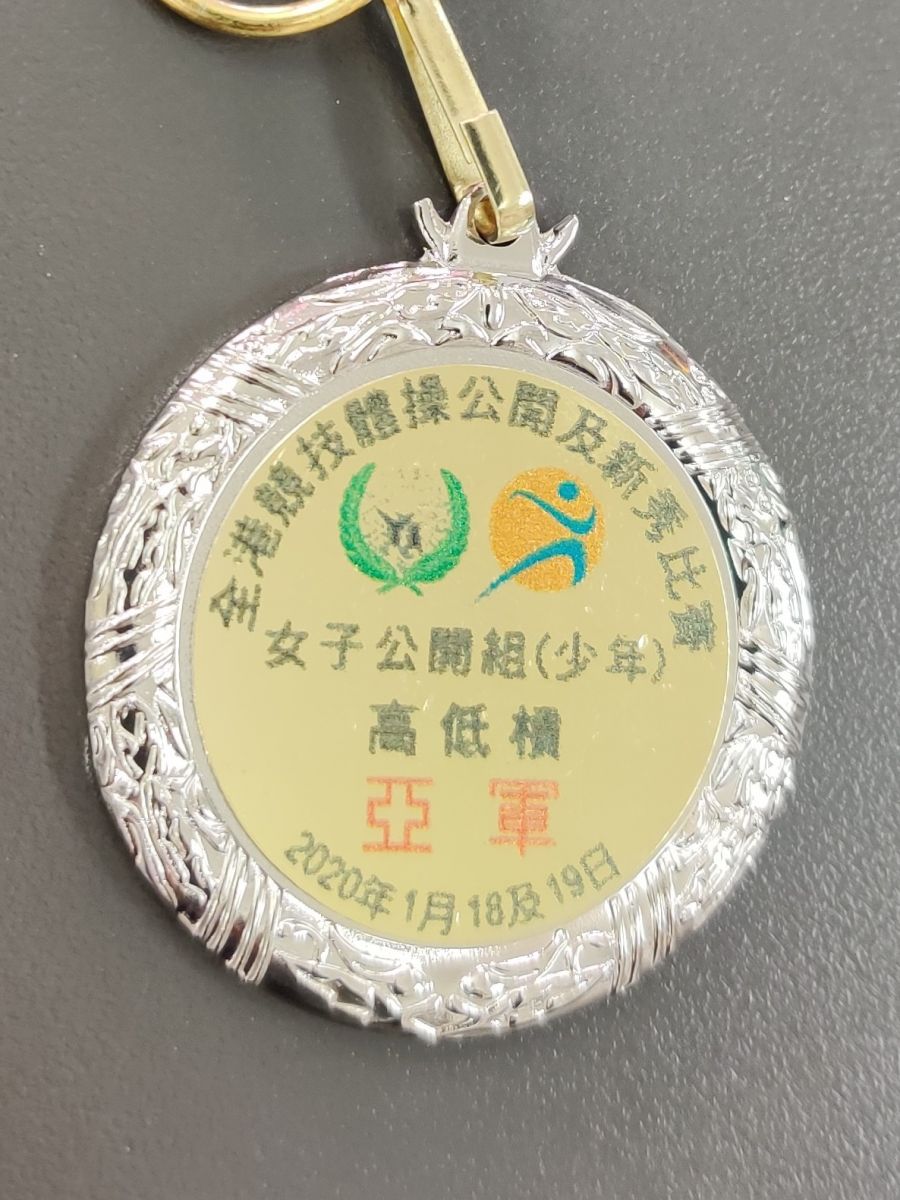 全港競技體操公開及新秀比賽
女子公開組(少年)
高低槓
亞軍
2020年1月18及19日